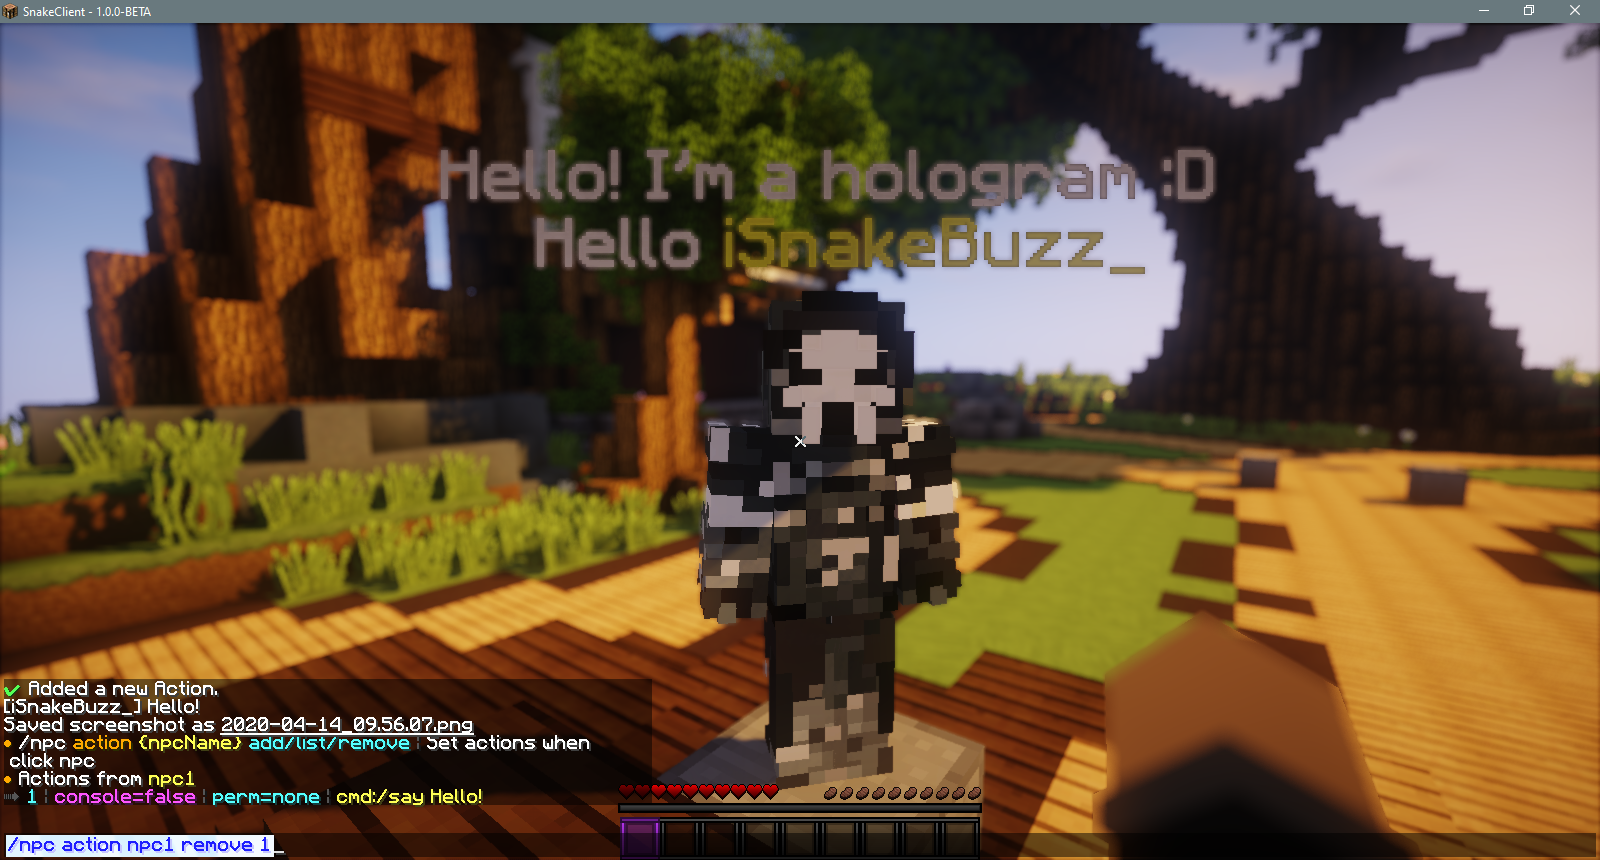 SnakeClient - 1.0.0-BETA
Hello! I'm a hologram :D
Hello iSnakeBuzz_
✔ Added a new Action.
[iSnakeBuzz_] Hello!
Saved screenshot as 2020-04-14_09.56.07.png
• /npc action {npcName} add/list/remove ¦ Set actions when
click npc
• Actions from npc1
➠ 1 ¦ console=false ¦ perm=none ¦ cmd:/say Hello!
/npc action npc1 remove 1_